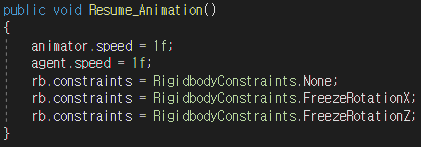 public void Resume_Animation()
{
animator.speed = 1f;
agent.speed = 1f;
rb.constraints = RigidbodyConstraints.None;
rb.constraints = RigidbodyConstraints.FreezeRotationX;
rb.constraints = RigidbodyConstraints.FreezeRotationZ;
}